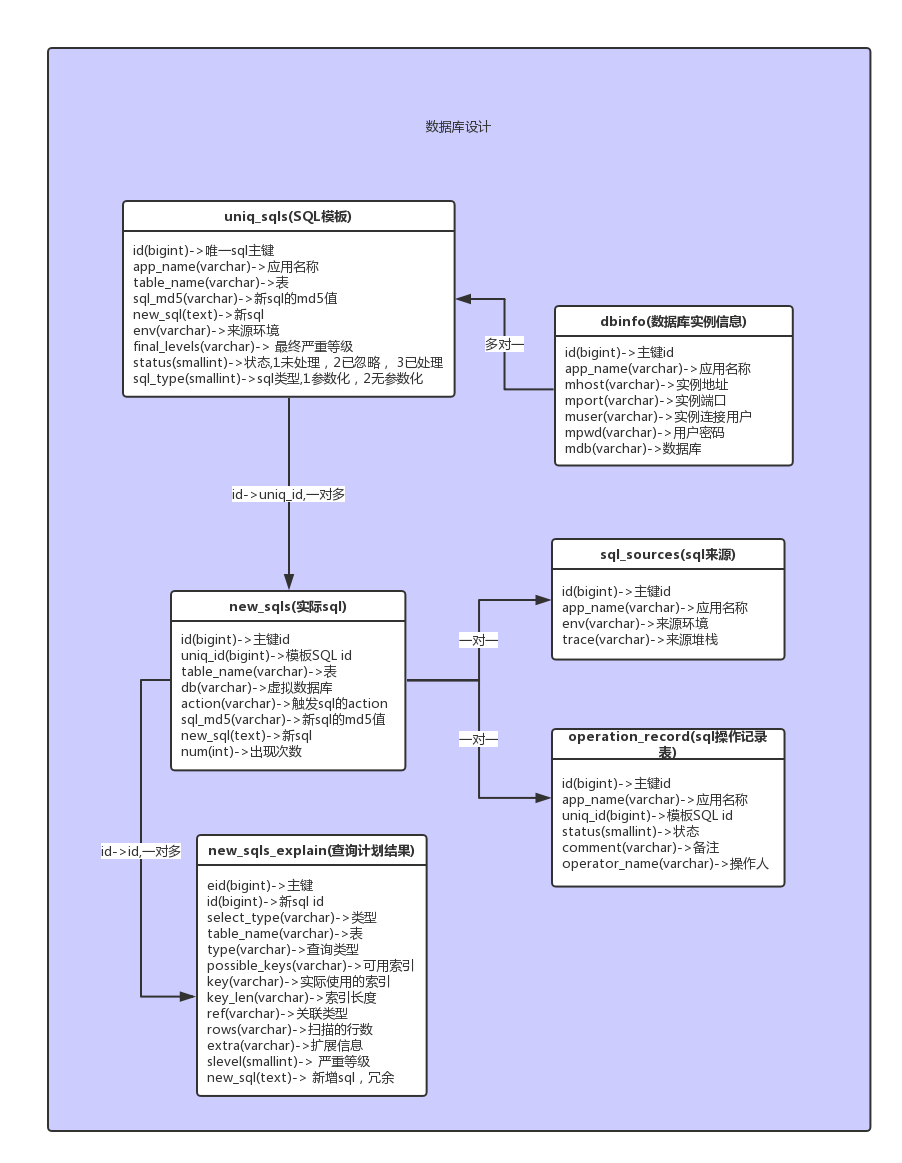 数据库设计
uniq_sqls(SQL模板)
id(bigint)->唯一sql主键
app_name(varchar)->应用名称
table_name(varchar)->表
sql_md5(varchar)->新sql的md5值
new_sql(text)->新sql
env(varchar)->来源环境
final_levels(varchar)-> 最终严重等级
status(smallint)->状态,1未处理，2已忽略， 3已处理
sql_type(smallint)->sql类型,1参数化，2无参数化
多对一
dbinfo(数据库实例信息)
id(bigint)->主键id
app_name(varchar)->应用名称
mhost(varchar)->实例地址
mport(varchar)->实例端口
muser(varchar)->实例连接用户
mpwd(varchar)->用户密码
mdb(varchar)->数据库
id->uniq_id,一对多
new_sqls(实际sql)
id(bigint)->主键id
uniq_id(bigint)->模板SQL id
table_name(varchar)->表
db(varchar)->虚拟数据库
action(varchar)->触发sql的action
sql_md5(varchar)->新sql的md5值
new_sql(text)->新sql
num(int)->出现次数
一对一
sql_sources(sql来源)
id(bigint)->主键id
app_name(varchar)->应用名称
env(varchar)->来源环境
trace(varchar)->来源堆栈
一对一
operation_record(sql操作记录
表)
id(bigint)->主键id
app_name(varchar)->应用名称
uniq_id(bigint)->模板SQL id
status(smallint)->状态
comment(varchar)->备注
operator_name(varchar)->操作人
id->id,一对多
new_sqls_explain(查询计划结果)
eid(bigint)->主键
id(bigint)->新sql id
select_type(varchar)->类型
table_name(varchar)->表
type(varchar)->查询类型
possible_keys(varchar)->可用索引
key(varchar)->实际使用的索引
key_len(varchar)->索引长度
ref(varchar)->关联类型
rows(varchar)->扫描的行数
extra(varchar)->扩展信息
slevel(smallint)-> 严重等级
new_sql(text)-> 新增sql，冗余